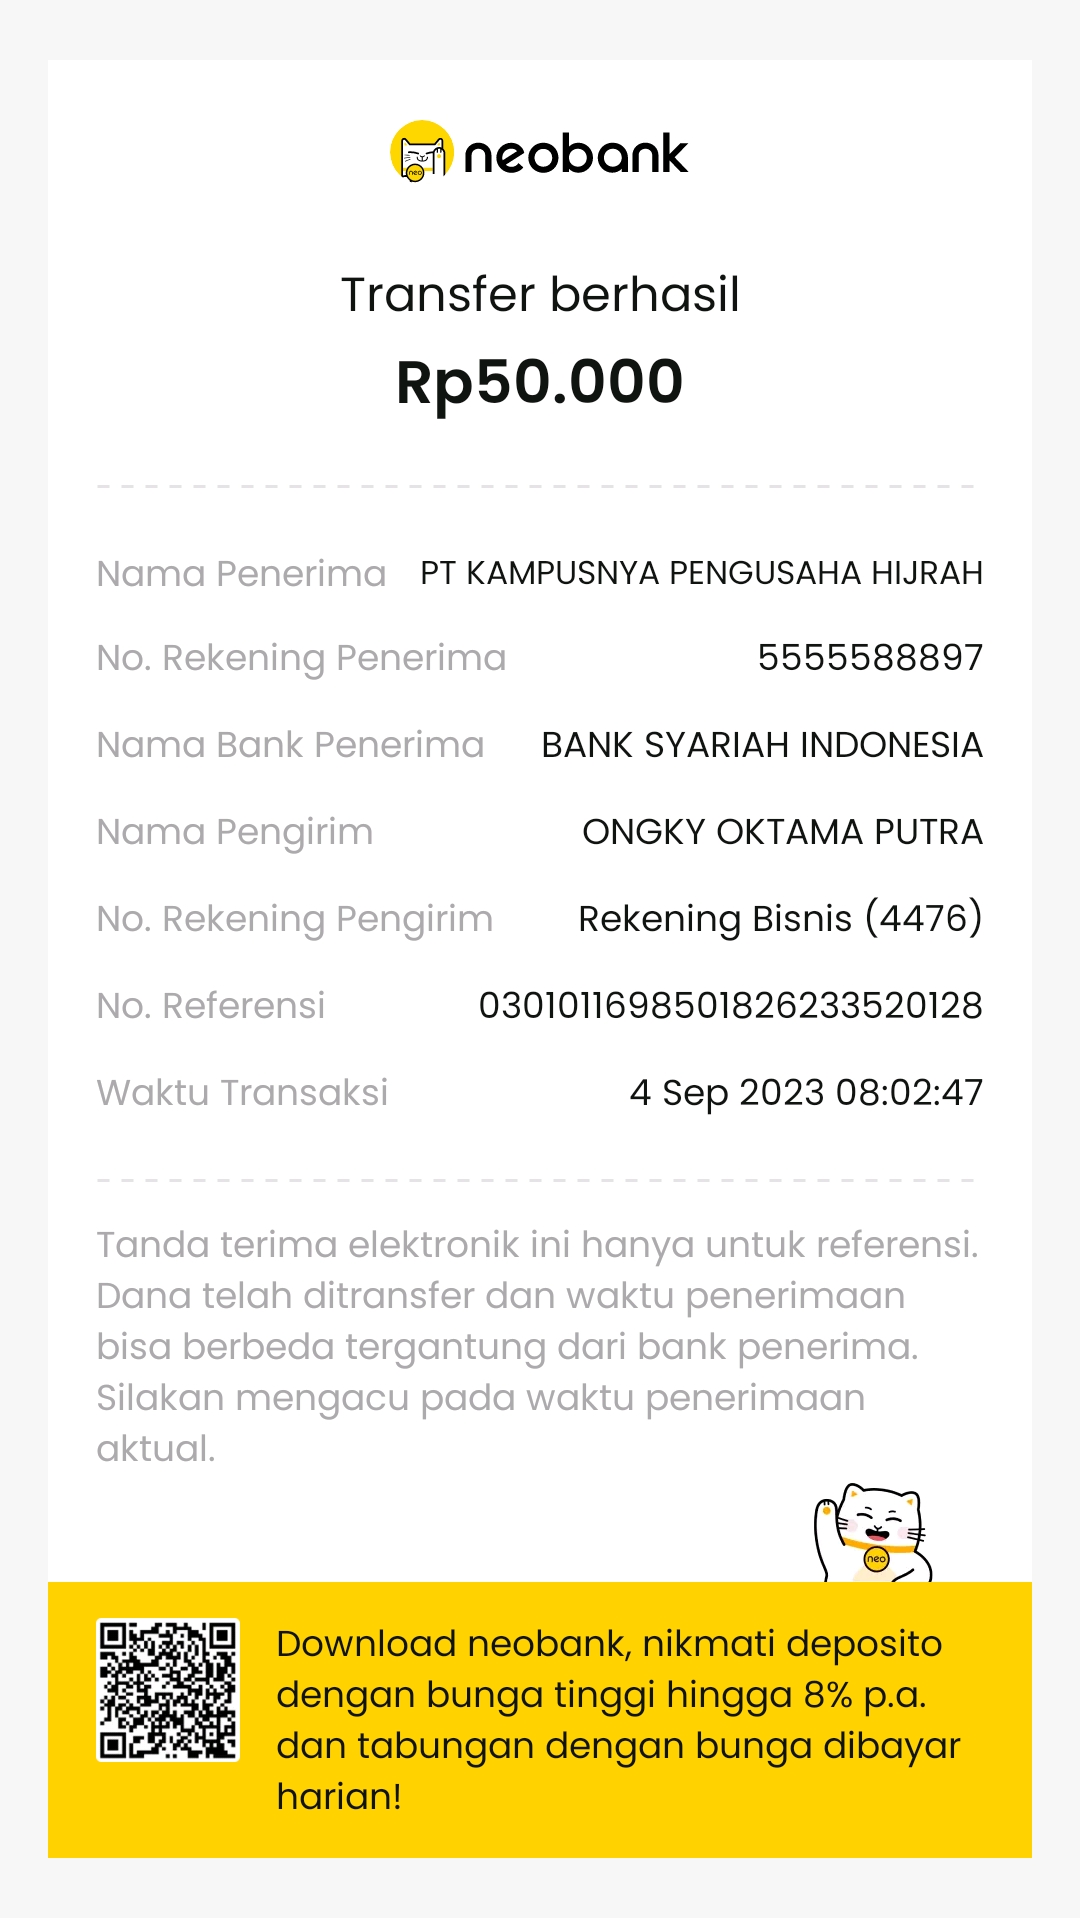 neobank
Transfer berhasil
Rp50.000
Nama Penerima PT KAMPUSNYA PENGUSAHA HIJRAH
No. Rekening Penerima 5555588897
Nama Bank Penerima BANK SYARIAH INDONESIA
Nama Pengirim ONGKY OKTAMA PUTRA
No. Rekening Pengirim Rekening Bisnis (4476)
No. Referensi 0301011698501826233520128
Waktu Transaksi 4 Sep 2023 08:02:47
Tanda terima elektronik ini hanya untuk referensi.
Dana telah ditransfer dan waktu penerimaan
bisa berbeda tergantung dari bank penerima.
Silakan mengacu pada waktu penerimaan
aktual.
neo
Download neobank, nikmati deposito
dengan bunga tinggi hingga 8% p.a.
dan tabungan dengan bunga dibayar
harian!